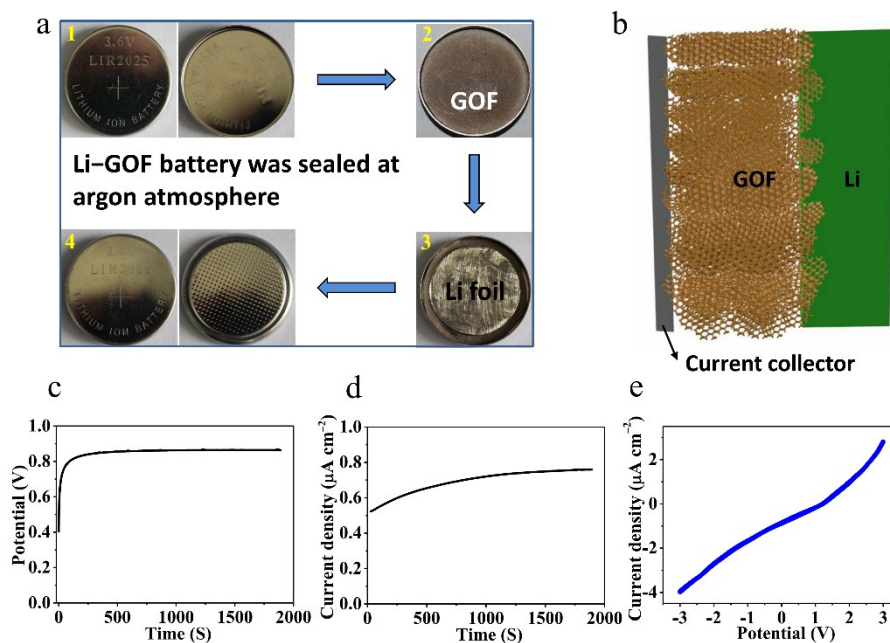 a
1
3.6V
LIR2025
LITHIUM ION BATTERY
2
GOF
Li−GOF battery was sealed at
argon atmosphere
4
LITHIUM ION BATTERY
3
Li foil
b
GOF
Li
Current collector
c
Potential (V)
1.0
0.8
0.6
0.4
0.2
0.0
0
500
1000
1500
2000
Time (S)
d
Current density (μA cm⁻²)
1.0
0.8
0.6
0.4
0.2
0.0
0
500
1000
1500
2000
Time (S)
e
Current density (μA cm⁻²)
2
0
-2
-4
-3
-2
-1
0
1
2
3
Potential (V)